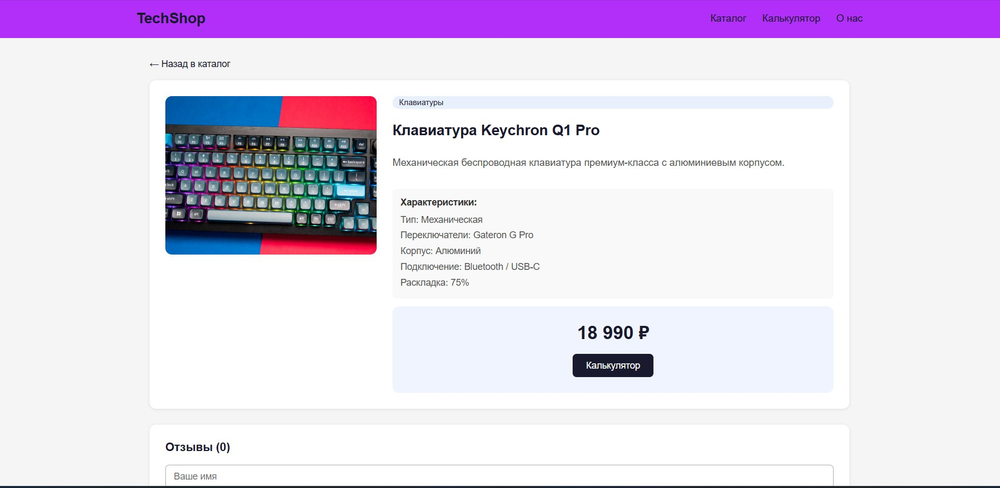 TechShop
Каталог Калькулятор О нас
← Назад в каталог
Клавиатуры
Клавиатура Keychron Q1 Pro
Механическая беспроводная клавиатура премиум-класса с алюминиевым корпусом.
Характеристики:
Тип: Механическая
Переключатели: Gateron G Pro
Корпус: Алюминий
Подключение: Bluetooth / USB-C
Раскладка: 75%
18 990 ₽
Калькулятор
Отзывы (0)
Ваше имя